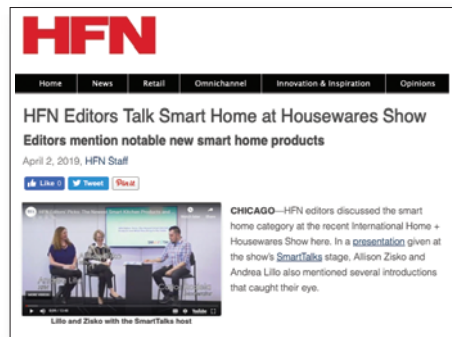 HFN
Home News Retail Omnichannel Innovation & Inspiration Opinions
HFN Editors Talk Smart Home at Housewares Show
Editors mention notable new smart home products
April 2, 2019, HFN Staff
Like 0 Tweet Pin it
CHICAGO—HFN editors discussed the smart
home category at the recent International Home +
Housewares Show here. In a presentation given at
the show's SmartTalks stage, Allison Zisko and
Andrea Lillo also mentioned several introductions
that caught their eye.
Lillo and Zisko with the SmartTalks host